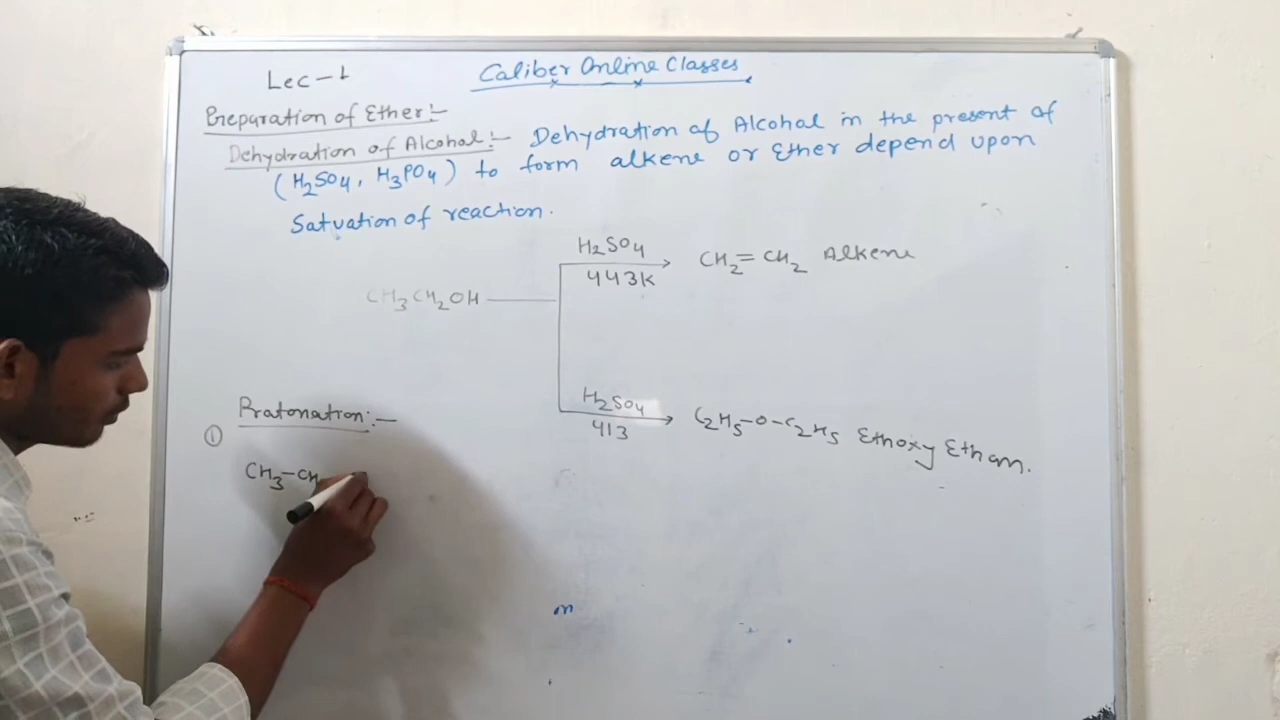 Lec-1
Caliber Online Classes
Preparation of Ether:-
Dehydration of Alcohal:- Dehydration of Alcohal in the present of
(H2SO4, H3PO4) to form alkene or Ether depend upon
Satuation of reaction.
H2SO4
443K
CH2=CH2 Alkene
CH3CH2OH
H2SO4
413
C2H5-O-C2H5 Ethoxy Ethan.
Protonation:-
①
CH3-CH
m